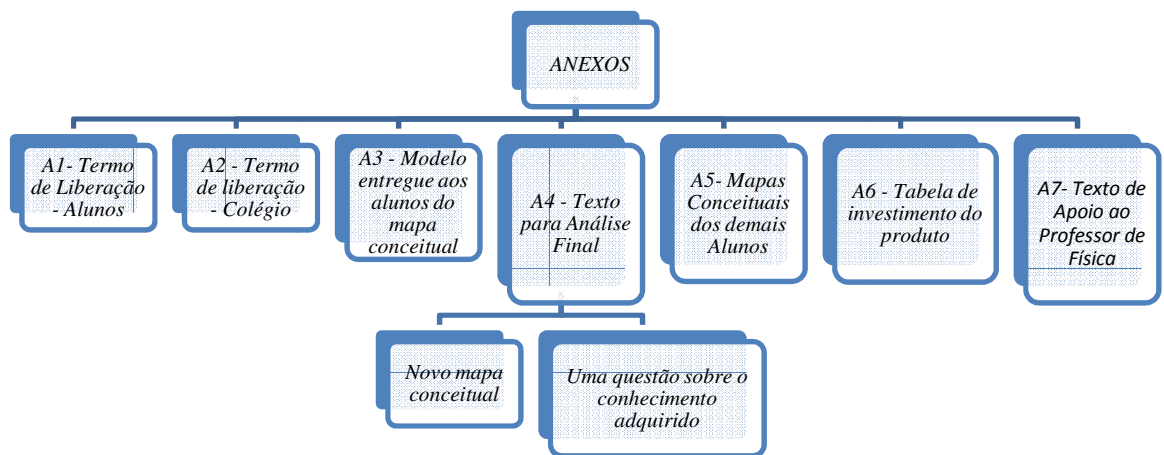 ANEXOS
A1- Termo
de Liberação
- Alunos
A2 - Termo
de liberação
- Colégio
A3 - Modelo
entregue aos
alunos do
mapa
conceitual
A4 - Texto
para Análise
Final
A5- Mapas
Conceituais
dos demais
Alunos
A6 - Tabela de
investimento do
produto
A7- Texto de
Apoio ao
Professor de
Física
Novo mapa
conceitual
Uma questão sobre o
conhecimento
adquirido